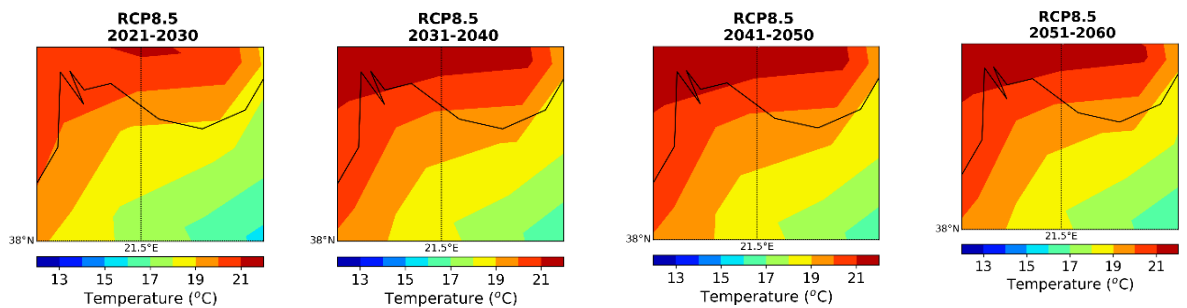 RCP8.5
2021-2030
38°N
21.5°E
13 15 17 19 21
Temperature (°C)
RCP8.5
2031-2040
38°N
21.5°E
13 15 17 19 21
Temperature (°C)
RCP8.5
2041-2050
38°N
21.5°E
13 15 17 19 21
Temperature (°C)
RCP8.5
2051-2060
38°N
21.5°E
13 15 17 19 21
Temperature (°C)